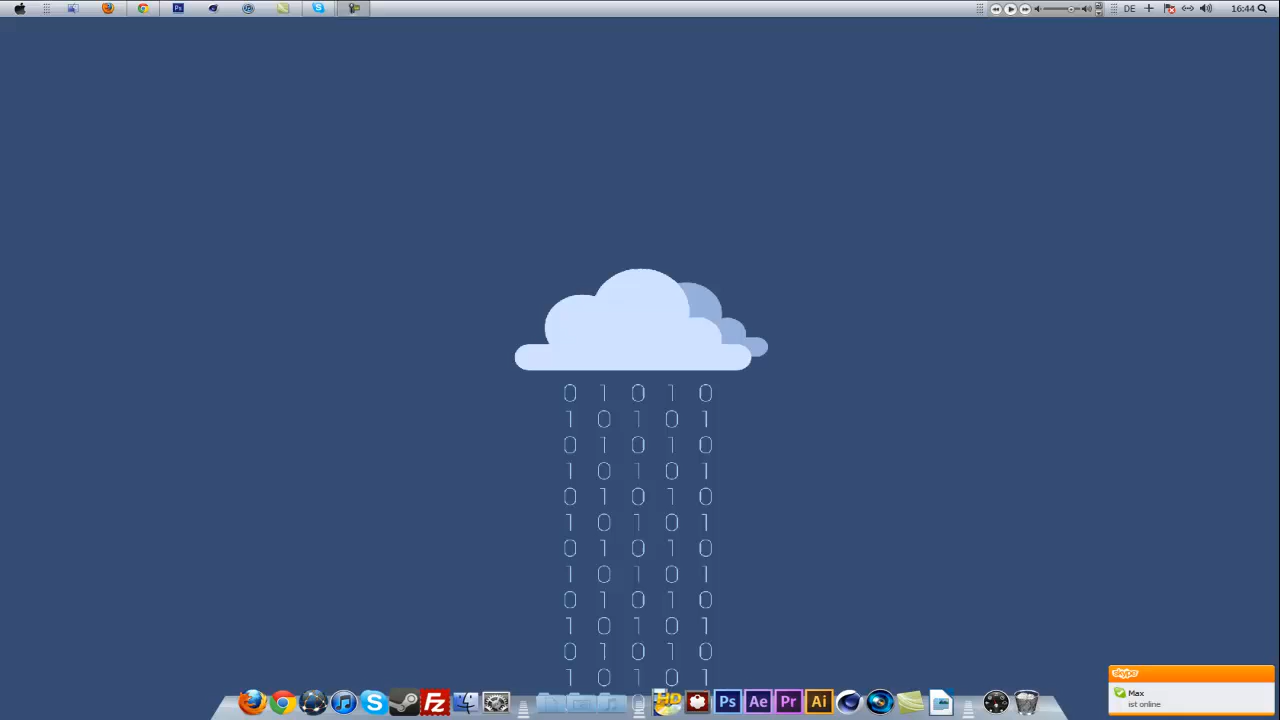 Ps
DE
16:44
0 1 0 1 0
1 0 1 0 1
0 1 0 1 0
1 0 1 0 1
0 1 0 1 0
1 0 1 0 1
0 1 0 1 0
1 0 1 0 1
0 1 0 1 0
1 0 1 0 1
0 1 0 1 0
1 0 1 0 1
skype
Max
ist online
Fz
HD
Ps
Ae
Pr
Ai